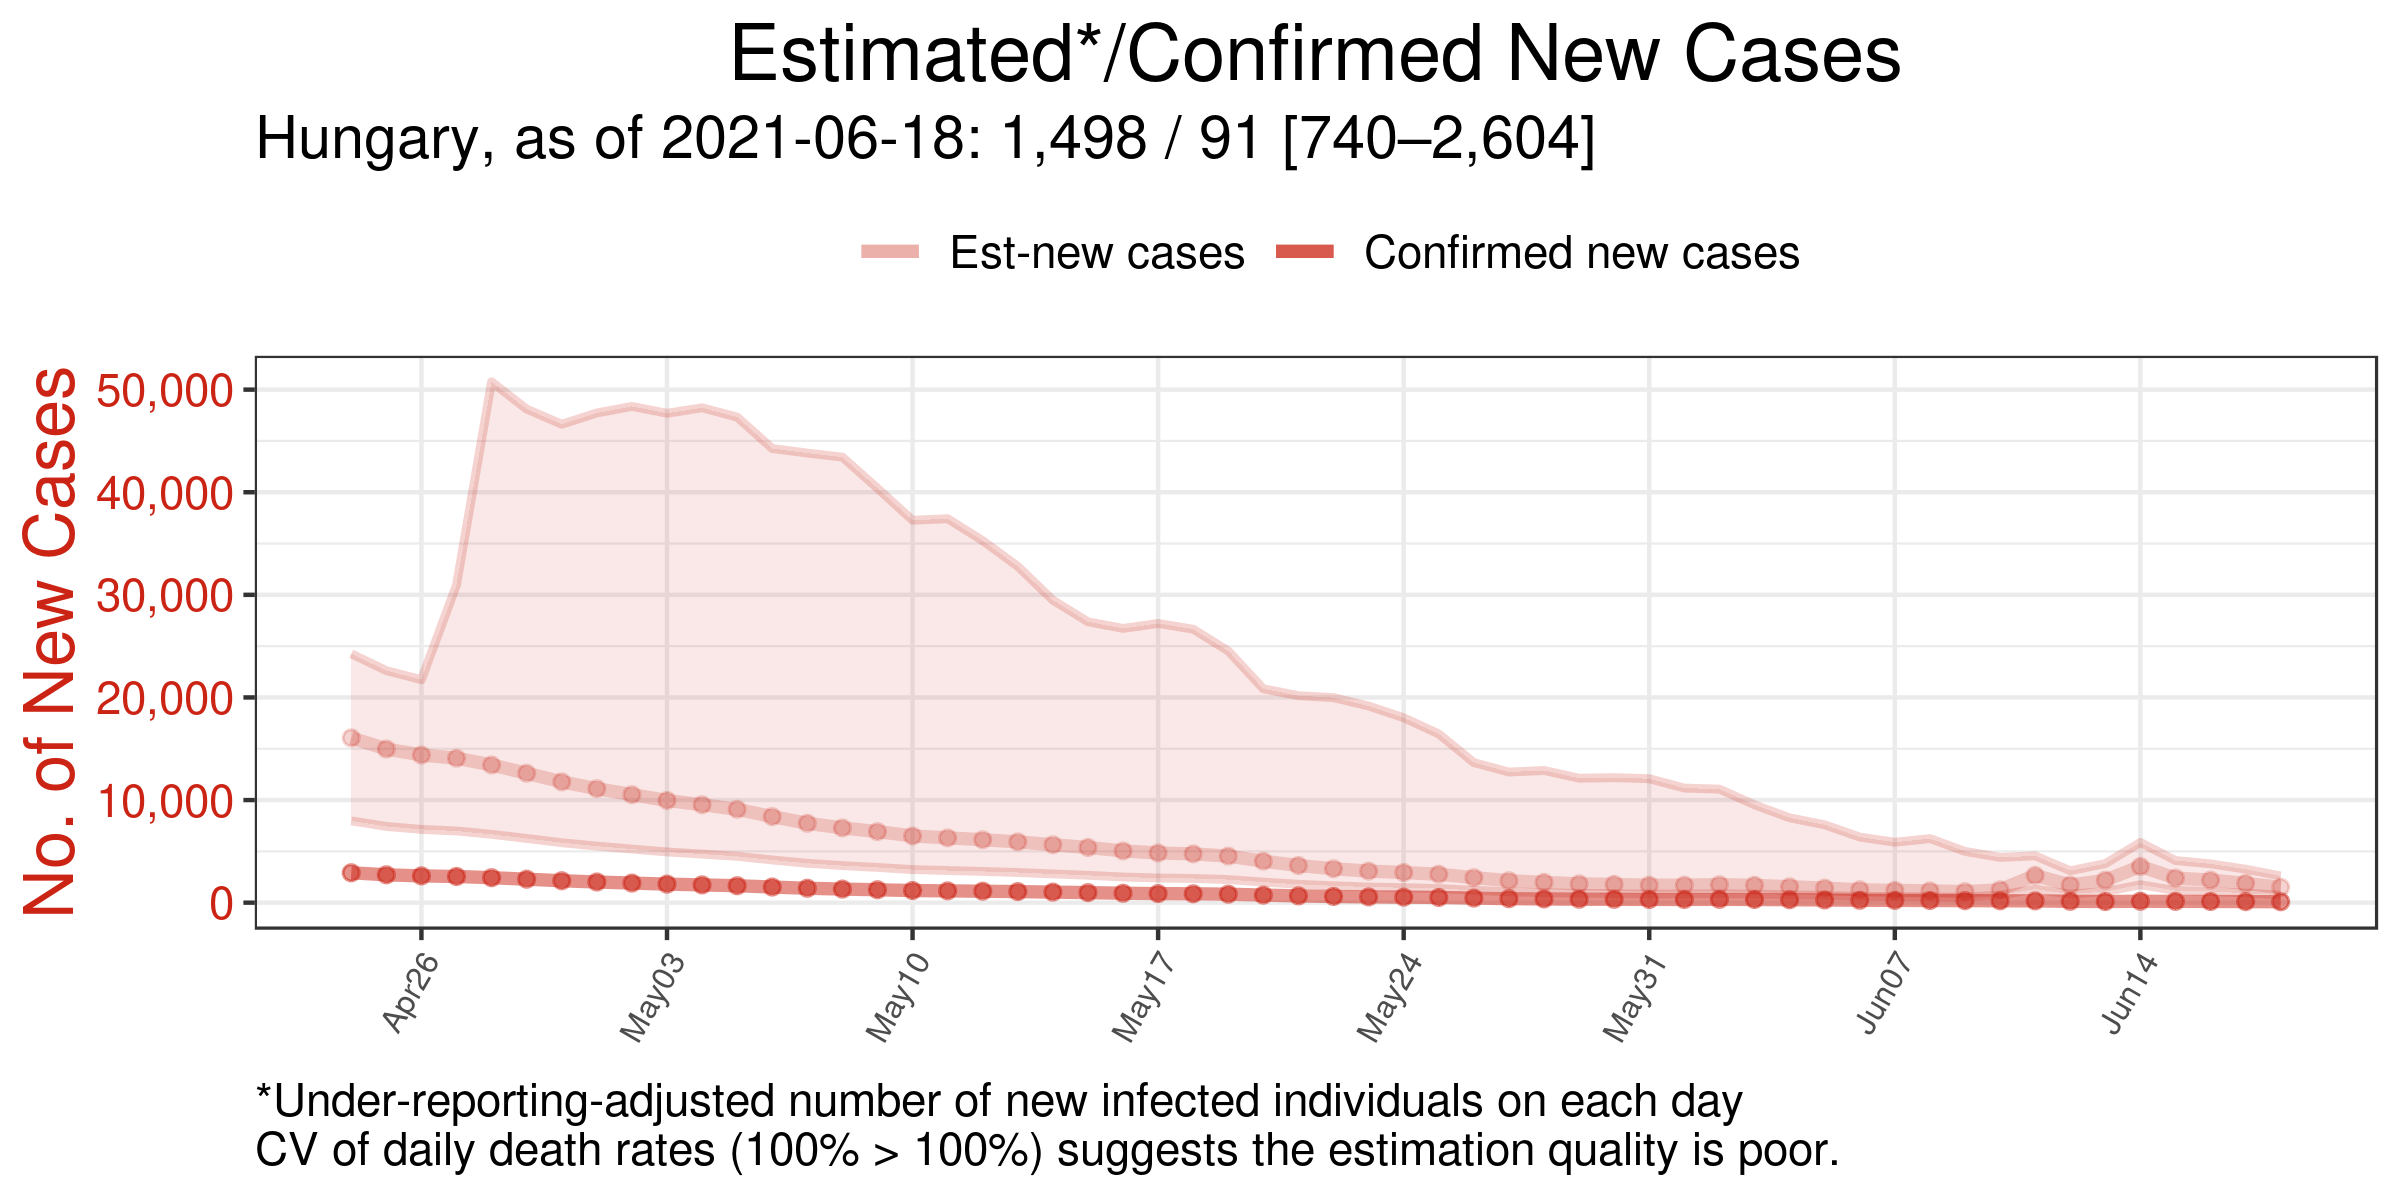 Estimated*/Confirmed New Cases
Hungary, as of 2021-06-18: 1,498 / 91 [740–2,604]
Est-new cases
Confirmed new cases
No. of New Cases
50,000
40,000
30,000
20,000
10,000
0
Apr26
May03
May10
May17
May24
May31
Jun07
Jun14
*Under-reporting-adjusted number of new infected individuals on each day
CV of daily death rates (100% > 100%) suggests the estimation quality is poor.